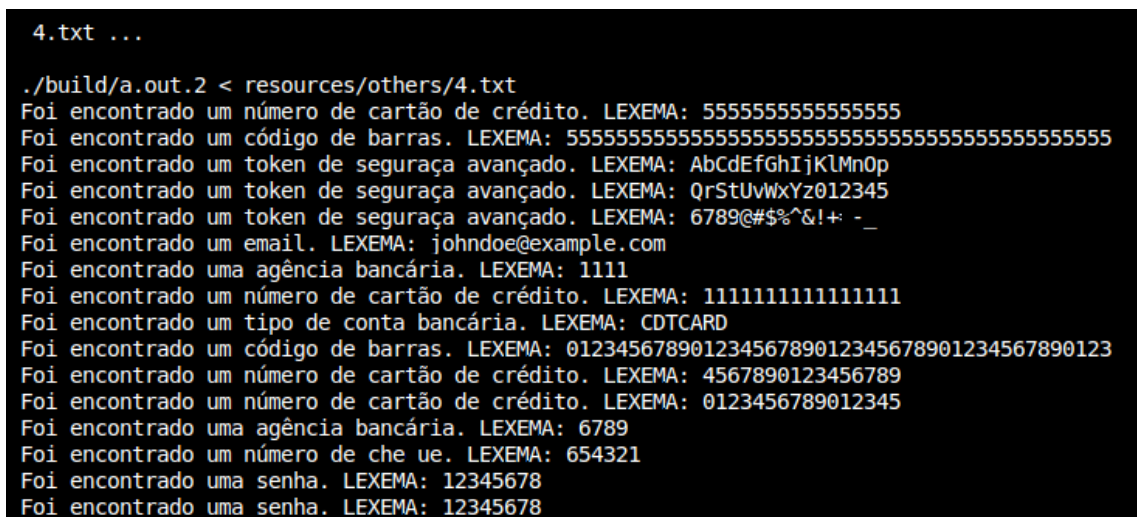 4.txt ...
./build/a.out.2 < resources/others/4.txt
Foi encontrado um número de cartão de crédito. LEXEMA: 5555555555555555
Foi encontrado um código de barras. LEXEMA: 55555555555555555555555555555555555555555555
Foi encontrado um token de seguraça avançado. LEXEMA: AbCdEfGhIjKlMnOp
Foi encontrado um token de seguraça avançado. LEXEMA: QrStUvWxYz012345
Foi encontrado um token de seguraça avançado. LEXEMA:
Foi encontrado um email. LEXEMA: johndoe@example.com
Foi encontrado uma agência bancária. LEXEMA: 1111
Foi encontrado um número de cartão de crédito. LEXEMA: 1111111111111111
Foi encontrado um tipo de conta bancária. LEXEMA: CDTCARD
Foi encontrado um código de barras. LEXEMA: 01234567890123456789012345678901234567890123
Foi encontrado um número de cartão de crédito. LEXEMA: 4567890123456789
Foi encontrado um número de cartão de crédito. LEXEMA: 0123456789012345
Foi encontrado uma agência bancária. LEXEMA: 6789
Foi encontrado um número de che ue. LEXEMA: 654321
Foi encontrado uma senha. LEXEMA: 12345678
Foi encontrado uma senha. LEXEMA: 12345678